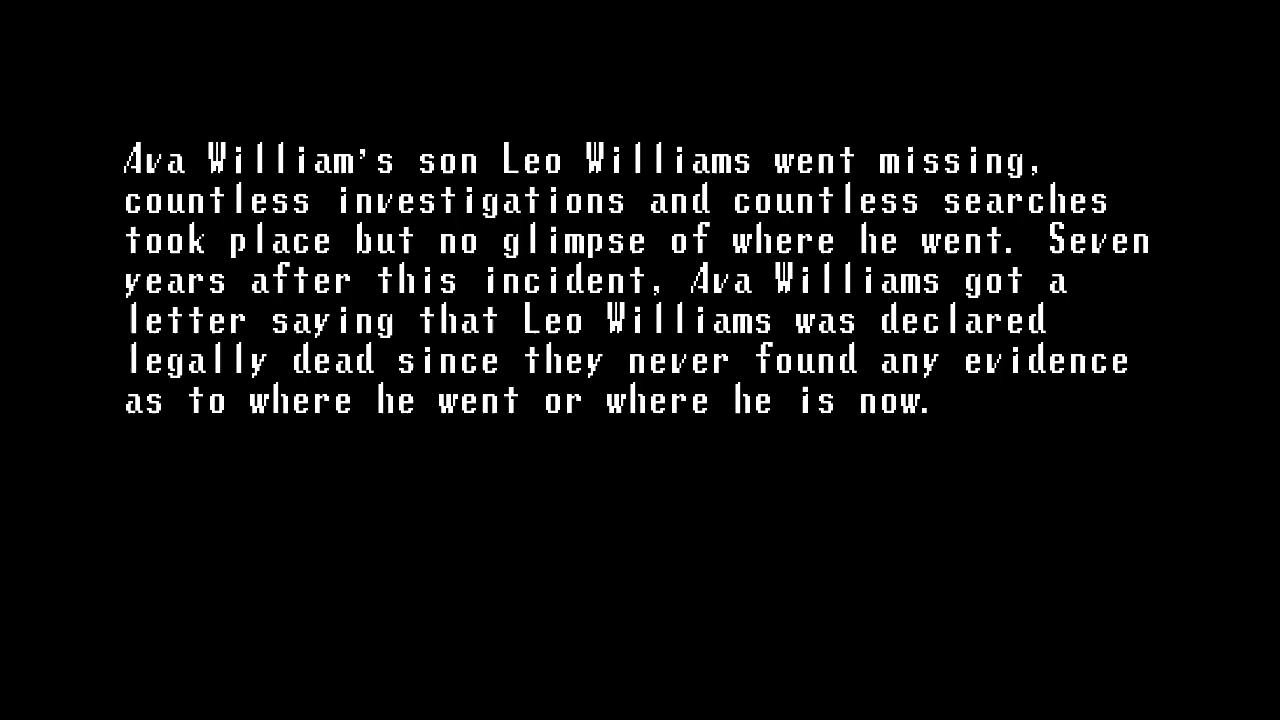 Ava William's son Leo Williams went missing,
countless investigations and countless searches
took place but no glimpse of where he went.  Seven
years after this incident, Ava Williams got a
letter saying that Leo Williams was declared
legally dead since they never found any evidence
as to where he went or where he is now.